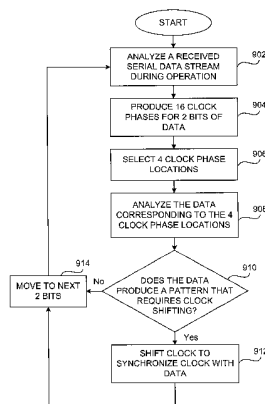 START
ANALYZE A RECEIVED
SERIAL DATA STREAM
DURING OPERATION
902
PRODUCE 16 CLOCK
PHASES FOR 2 BITS OF
DATA
904
SELECT 4 CLOCK PHASE
LOCATIONS
906
ANALYZE THE DATA
CORRESPONDING TO THE 4
CLOCK PHASE LOCATIONS
908
914
MOVE TO NEXT
2 BITS
No
910
DOES THE DATA
PRODUCE A PATTERN THAT
REQUIRES CLOCK
SHIFTING?
Yes
912
SHIFT CLOCK TO
SYNCHRONIZE CLOCK WITH
DATA